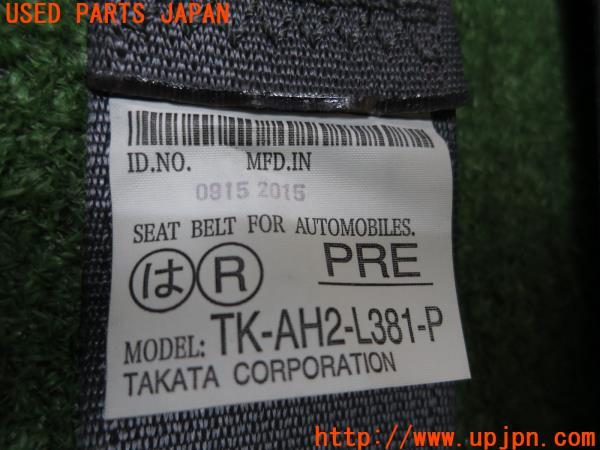 USED PARTS JAPAN
ID.NO. MFD.IN
0815 2015
SEAT BELT FOR AUTOMOBILES.
は R PRE
MODEL: TK-AH2-L381-P
TAKATA CORPORATION
UPJ
www.upjpn.com